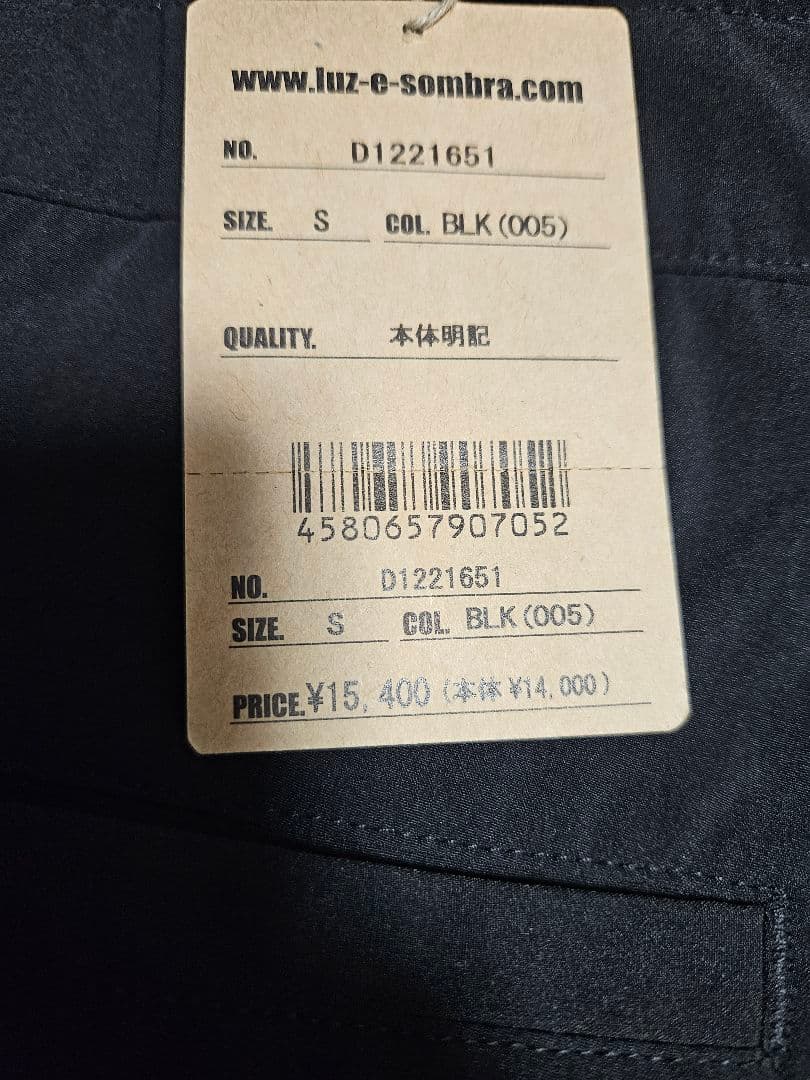 www.luz-e-sombra.com
NO. D1221651
SIZE. S COL. BLK(005)
QUALITY. 本体明記
4580657907052
NO. D1221651
SIZE. S COL. BLK(005)
PRICE.¥15,400(本体¥14,000)